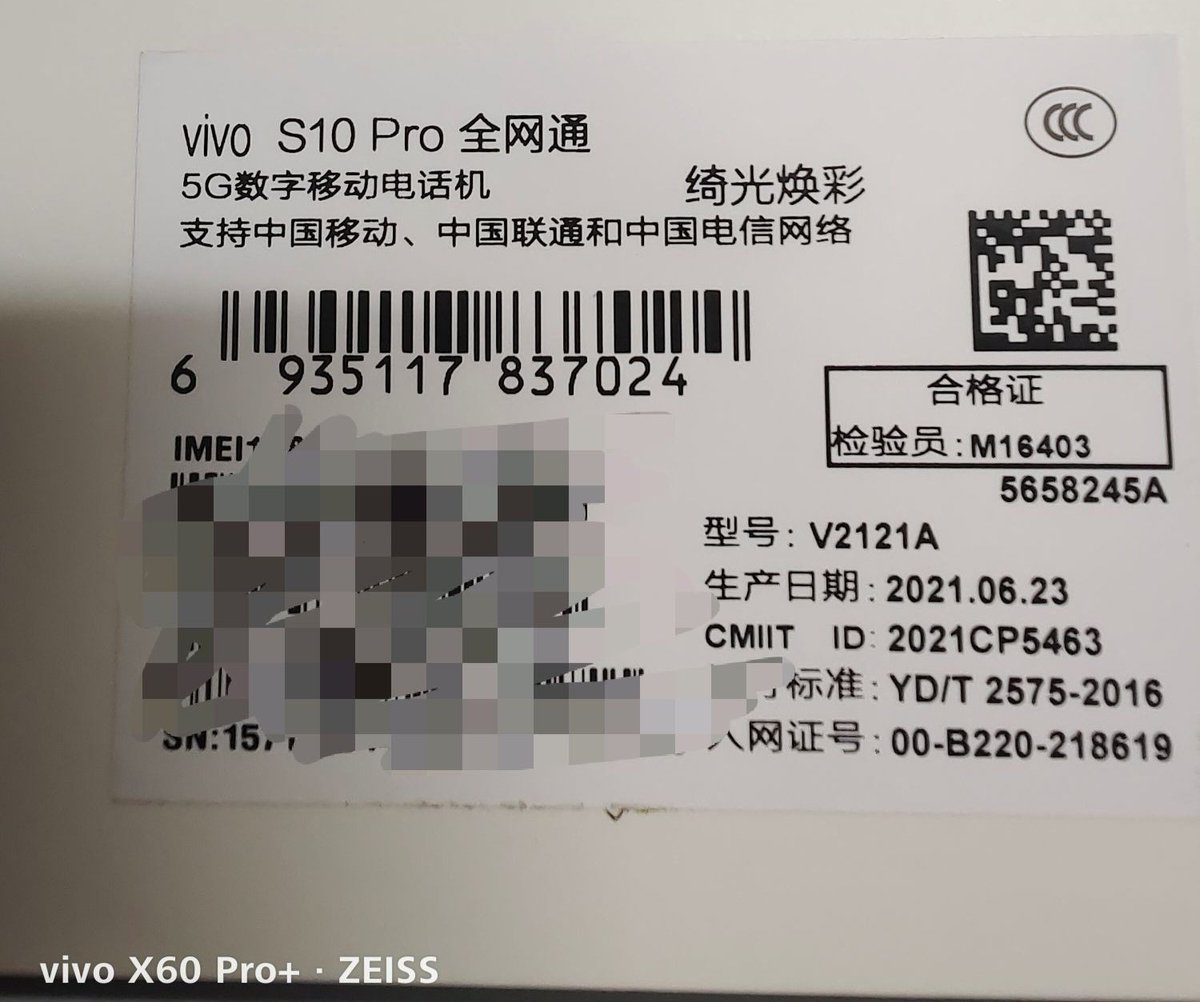 vivo S10 Pro 全网通
5G数字移动电话机
绮光焕彩
支持中国移动、中国联通和中国电信网络
6 935117 837024
合格证
检验员:M16403
5658245A
IMEI1
型号: V2121A
生产日期: 2021.06.23
CMIIT ID: 2021CP5463
标准: YD/T 2575-2016
入网证号: 00-B220-218619
SN:157
vivo X60 Pro+ · ZEISS